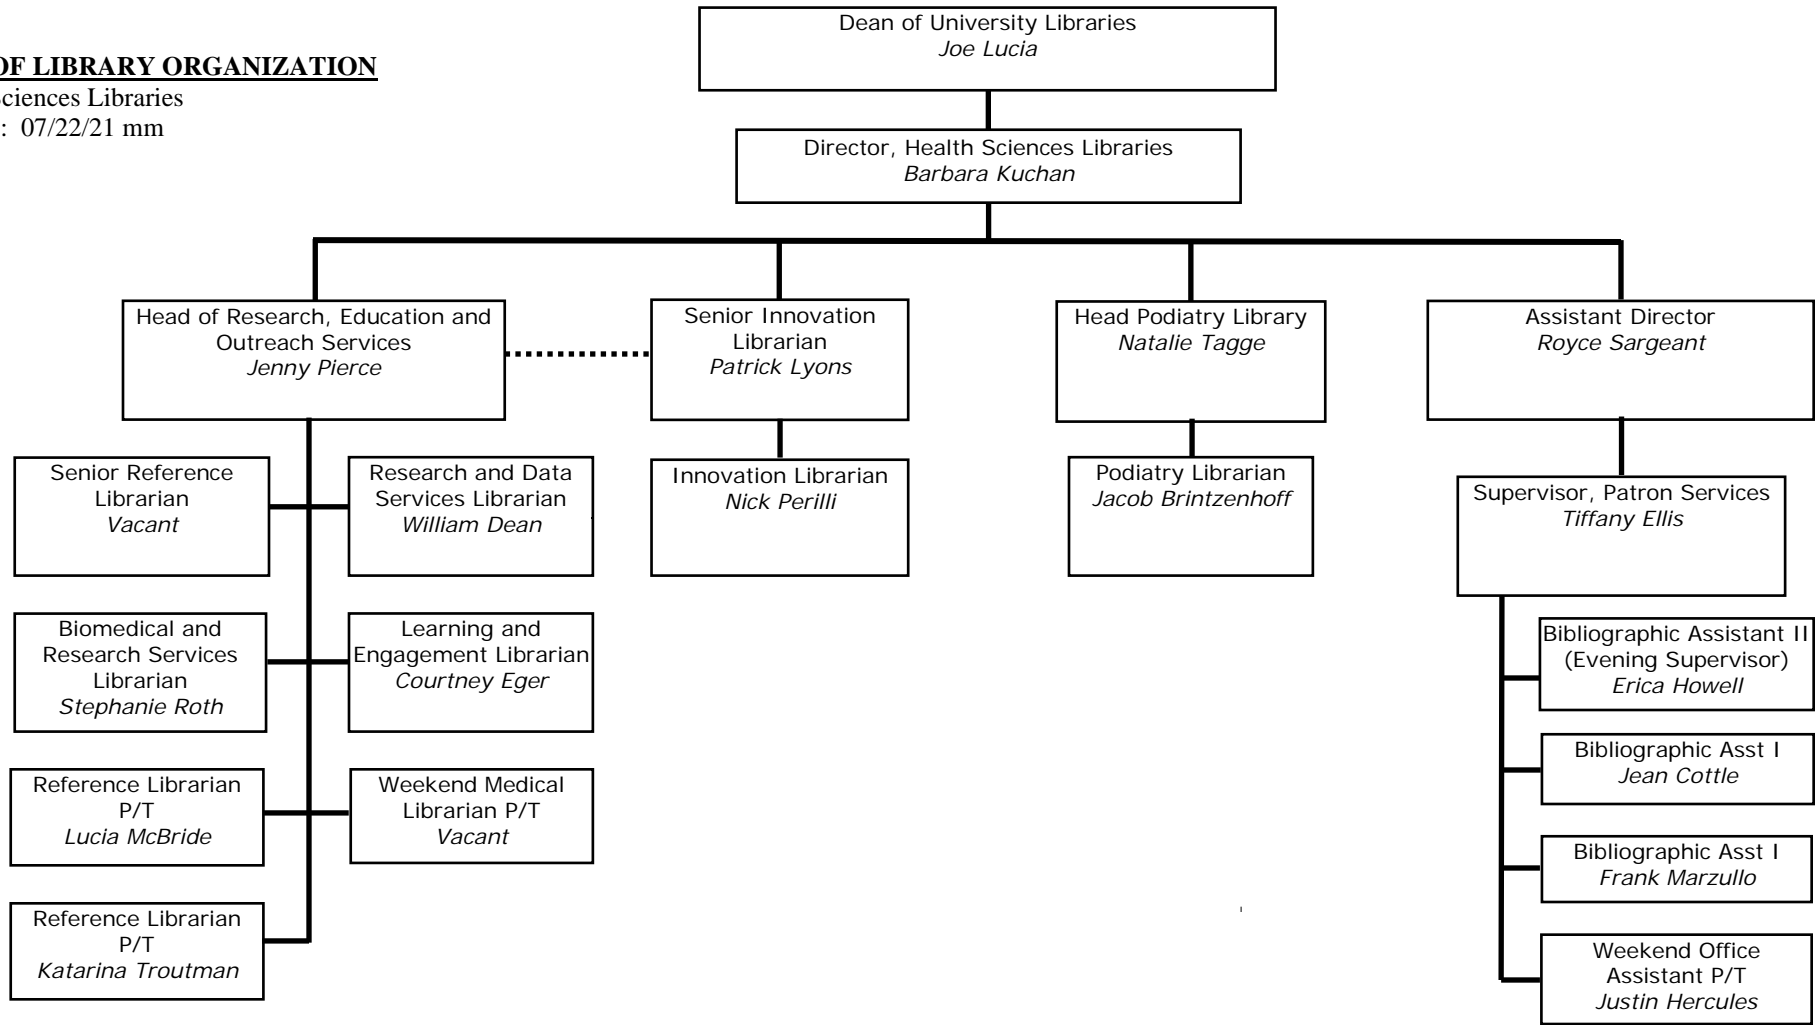 OF LIBRARY ORGANIZATION
ciences Libraries
: 07/22/21 mm
Dean of University Libraries
Joe Lucia
Director, Health Sciences Libraries
Barbara Kuchan
Head of Research, Education and
Outreach Services
Jenny Pierce
Senior Innovation
Librarian
Patrick Lyons
Head Podiatry Library
Natalie Tagge
Assistant Director
Royce Sargeant
Senior Reference
Librarian
Vacant
Research and Data
Services Librarian
William Dean
Innovation Librarian
Nick Perilli
Podiatry Librarian
Jacob Brintzenhoff
Supervisor, Patron Services
Tiffany Ellis
Biomedical and
Research Services
Librarian
Stephanie Roth
Learning and
Engagement Librarian
Courtney Eger
Bibliographic Assistant II
(Evening Supervisor)
Erica Howell
Bibliographic Asst I
Jean Cottle
Reference Librarian
P/T
Lucia McBride
Weekend Medical
Librarian P/T
Vacant
Bibliographic Asst I
Frank Marzullo
Reference Librarian
P/T
Katarina Troutman
Weekend Office
Assistant P/T
Justin Hercules